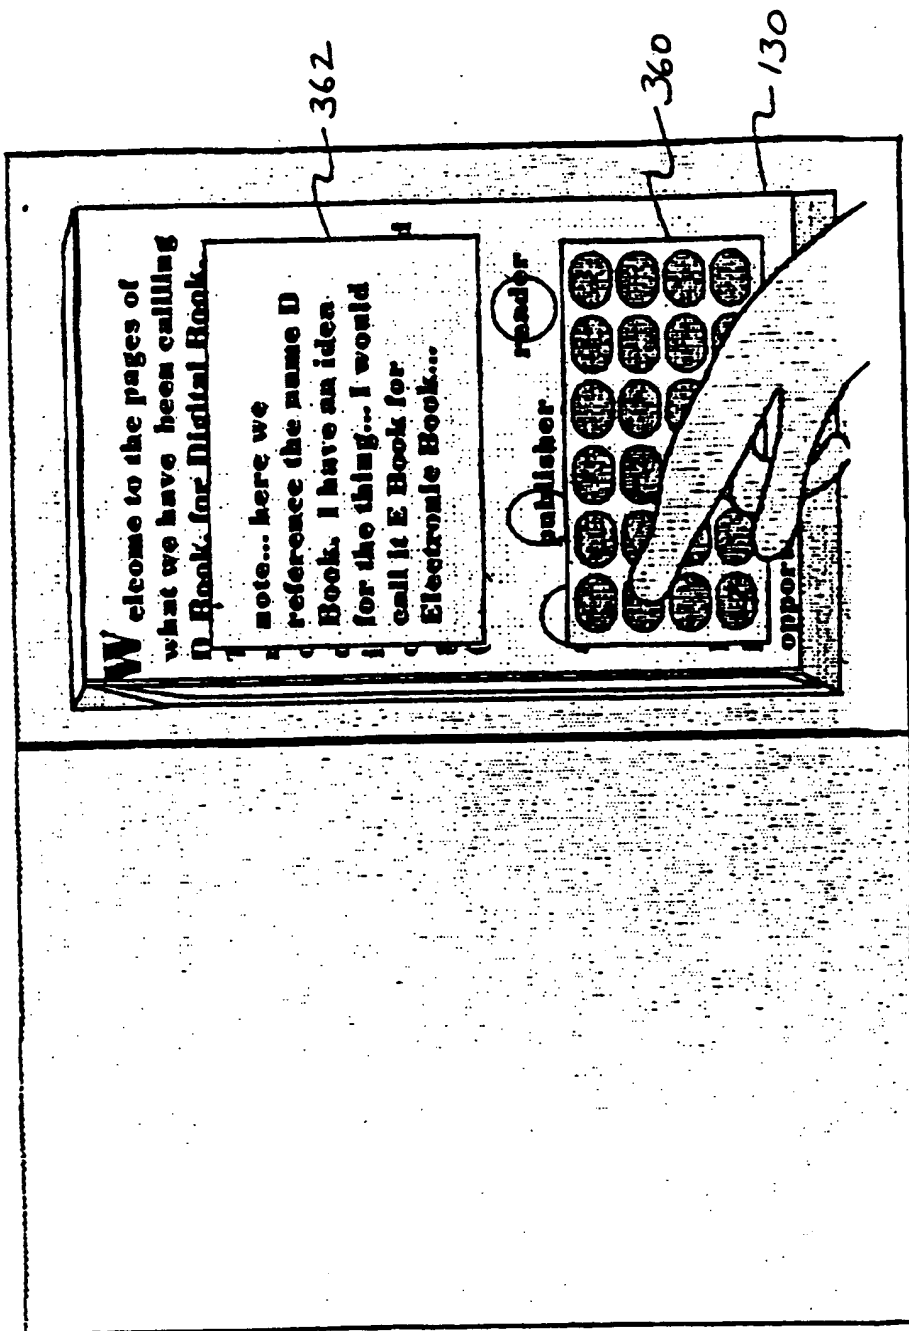 Welcome to the pages of
what we have been callling
D Book for Digital Book.
note... here we
reference the name D
Book. I have an idea
for the thing... I would
call it E Book for
Electronic Book...
publisher
reader
oppor
362
360
130